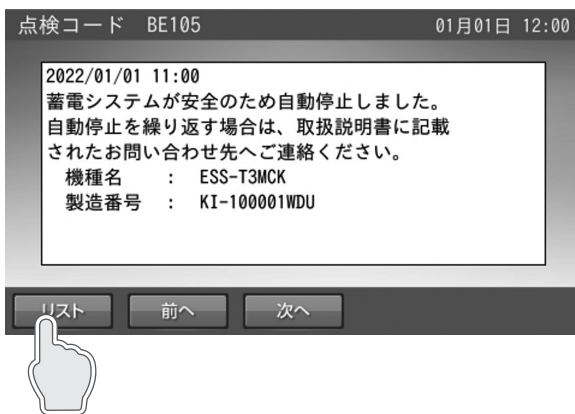 点検コード BE105 01月01日 12:00
2022/01/01 11:00
蓄電システムが安全のため自動停止しました。
自動停止を繰り返す場合は、取扱説明書に記載
されたお問い合わせ先へご連絡ください。
機種名 : ESS-T3MCK
製造番号 : KI-100001WDU
リスト 前へ 次へ